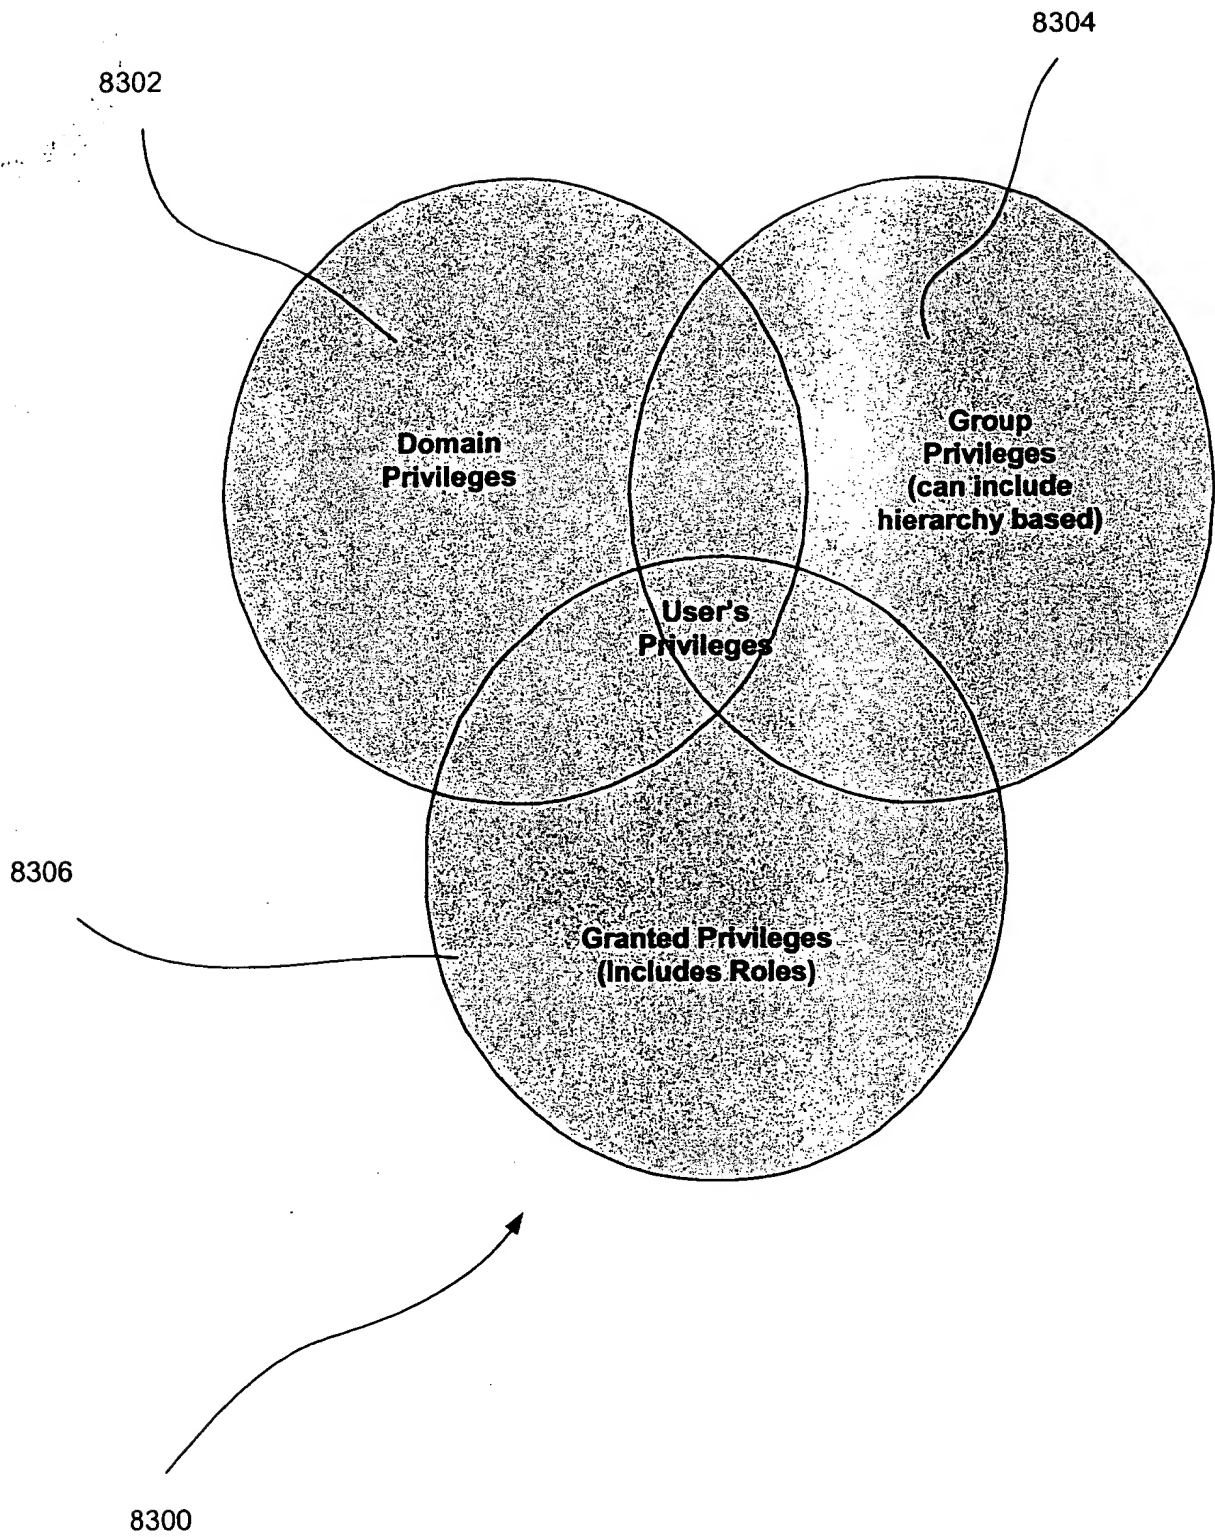 8304
8302
Domain
Privileges
Group
Privileges
(can include
hierarchy based)
User's
Privileges
8306
Granted Privileges
(Includes Roles)
8300